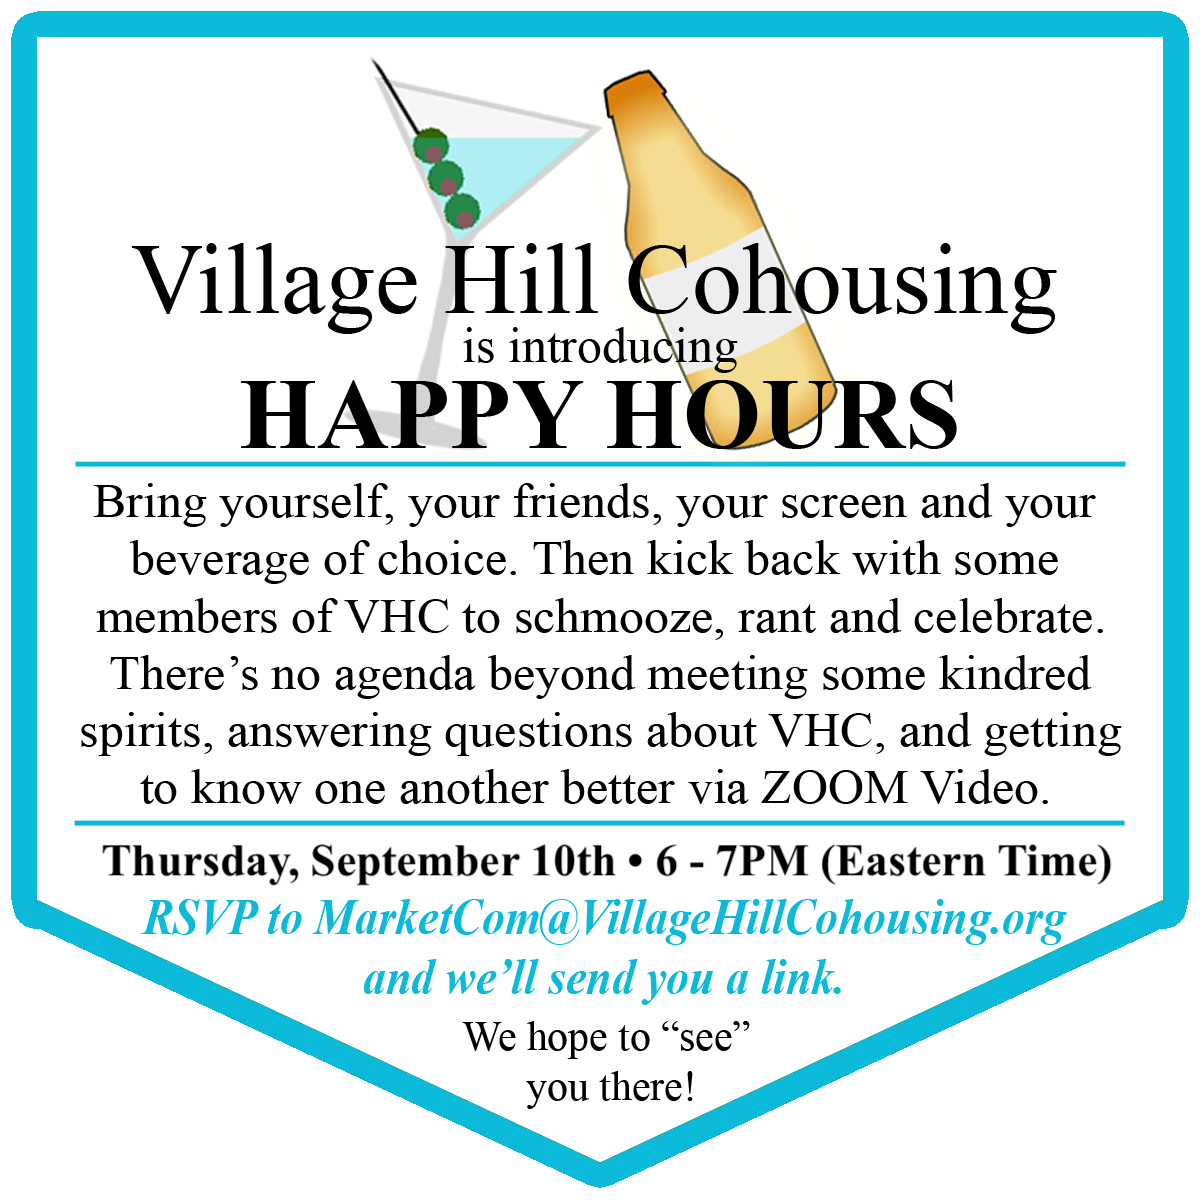 Village Hill Cohousing
is introducing
HAPPY HOURS
Bring yourself, your friends, your screen and your
beverage of choice. Then kick back with some
members of VHC to schmooze, rant and celebrate.
There’s no agenda beyond meeting some kindred
spirits, answering questions about VHC, and getting
to know one another better via ZOOM Video.
Thursday, September 10th • 6 - 7PM (Eastern Time)
RSVP to MarketCom@VillageHillCohousing.org
and we’ll send you a link.
We hope to “see”
you there!